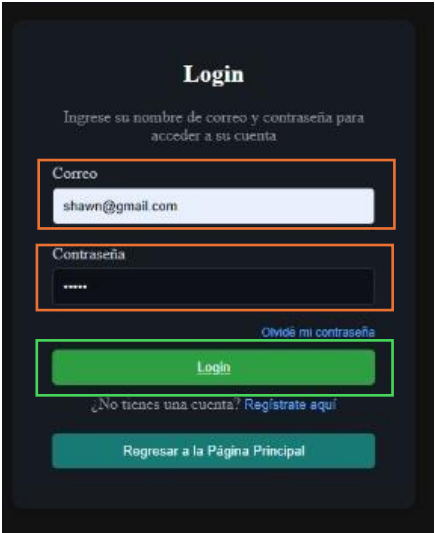 Login
Ingrese su nombre de correo y contraseña para
acceder a su cuenta
Correo
shawn@gmail.com
Contraseña
•••••
Olvidé mi contraseña
Login
¿No tienes una cuenta? Regístrate aquí
Regresar a la Página Principal